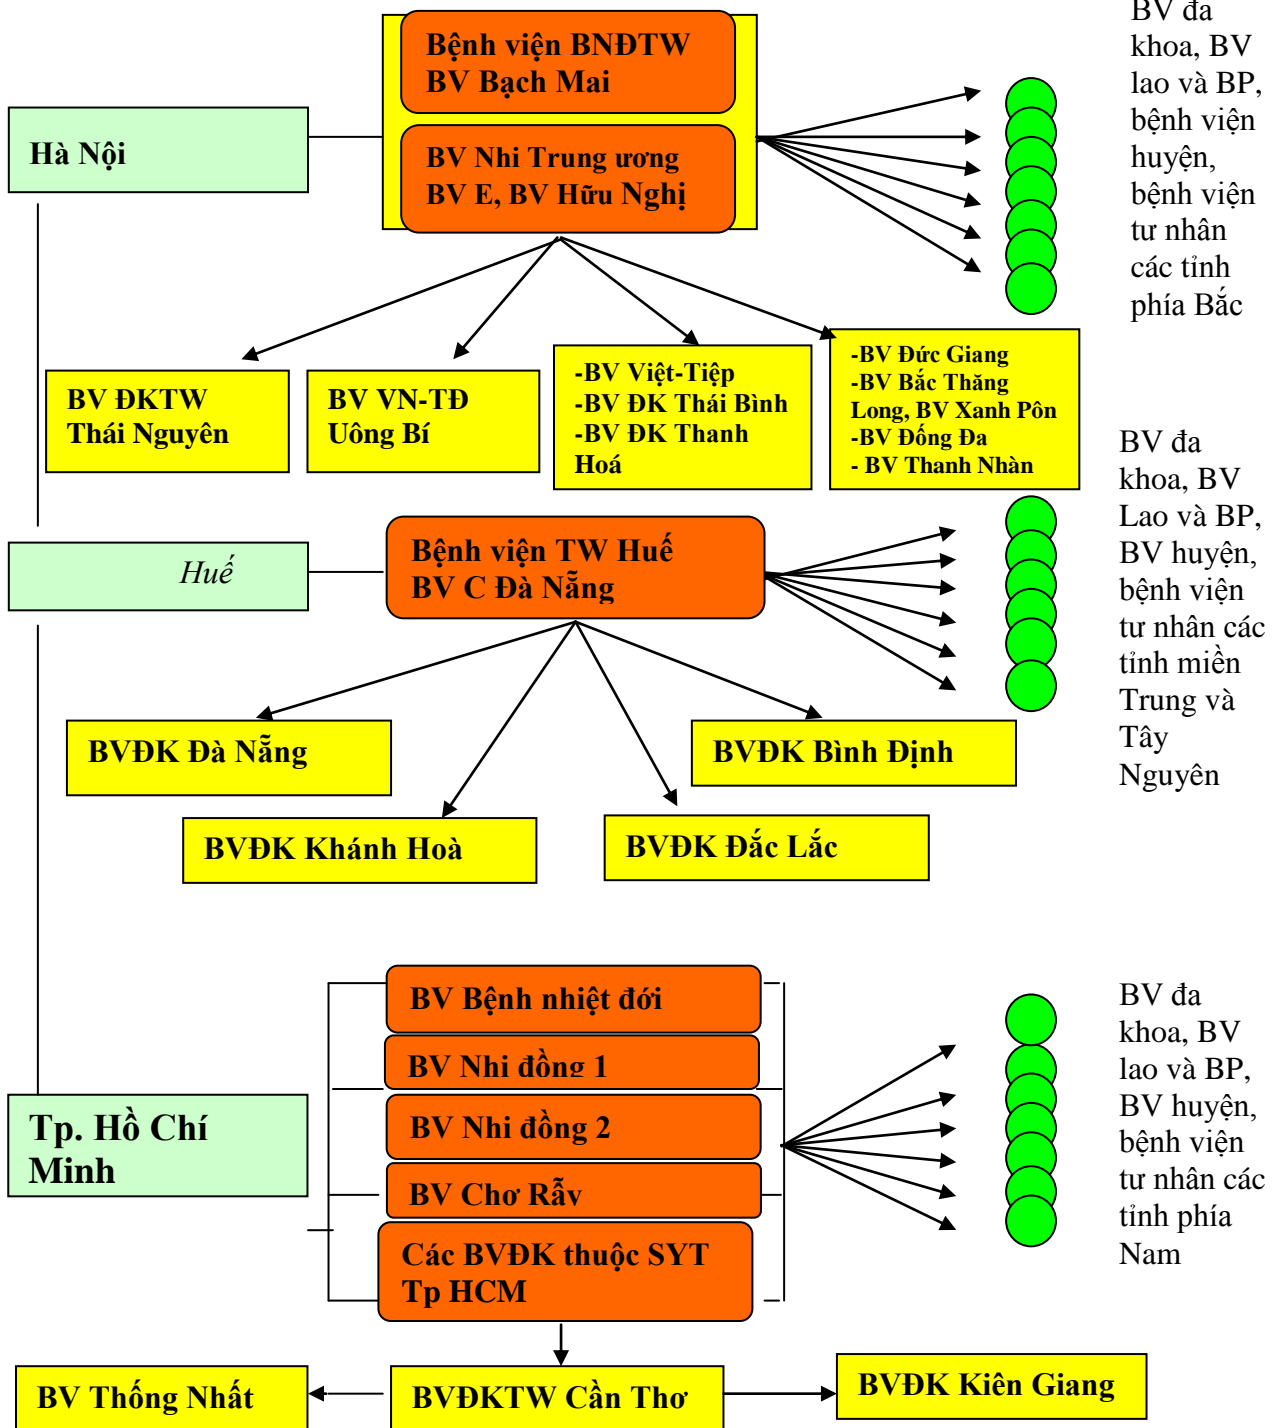 Bệnh viện BNĐTW
BV Bạch Mai
BV Nhi Trung ương
BV E, BV Hữu Nghị
Hà Nội
BV đa
khoa, BV
lao và BP,
bệnh viện
huyện,
bệnh viện
tư nhân
các tỉnh
phía Bắc
BV ĐKTW
Thái Nguyên
BV VN-TĐ
Uông Bí
-BV Việt-Tiệp
-BV ĐK Thái Bình
-BV ĐK Thanh
Hoá
-BV Đức Giang
-BV Bắc Thăng
Long, BV Xanh Pôn
-BV Đống Đa
- BV Thanh Nhàn
Huế
Bệnh viện TW Huế
BV C Đà Nẵng
BV đa
khoa, BV
Lao và BP,
BV huyện,
bệnh viện
tư nhân các
tỉnh miền
Trung và
Tây
Nguyên
BVĐK Đà Nẵng
BVĐK Bình Định
BVĐK Khánh Hoà
BVĐK Đắc Lắc
Tp. Hồ Chí
Minh
BV Bệnh nhiệt đới
BV Nhi đồng 1
BV Nhi đồng 2
BV Chợ Rẫy
Các BVĐK thuộc SYT
Tp HCM
BV đa
khoa, BV
lao và BP,
BV huyện,
bệnh viện
tư nhân các
tỉnh phía
Nam
BV Thống Nhất
BVĐKTW Cần Thơ
BVĐK Kiên Giang